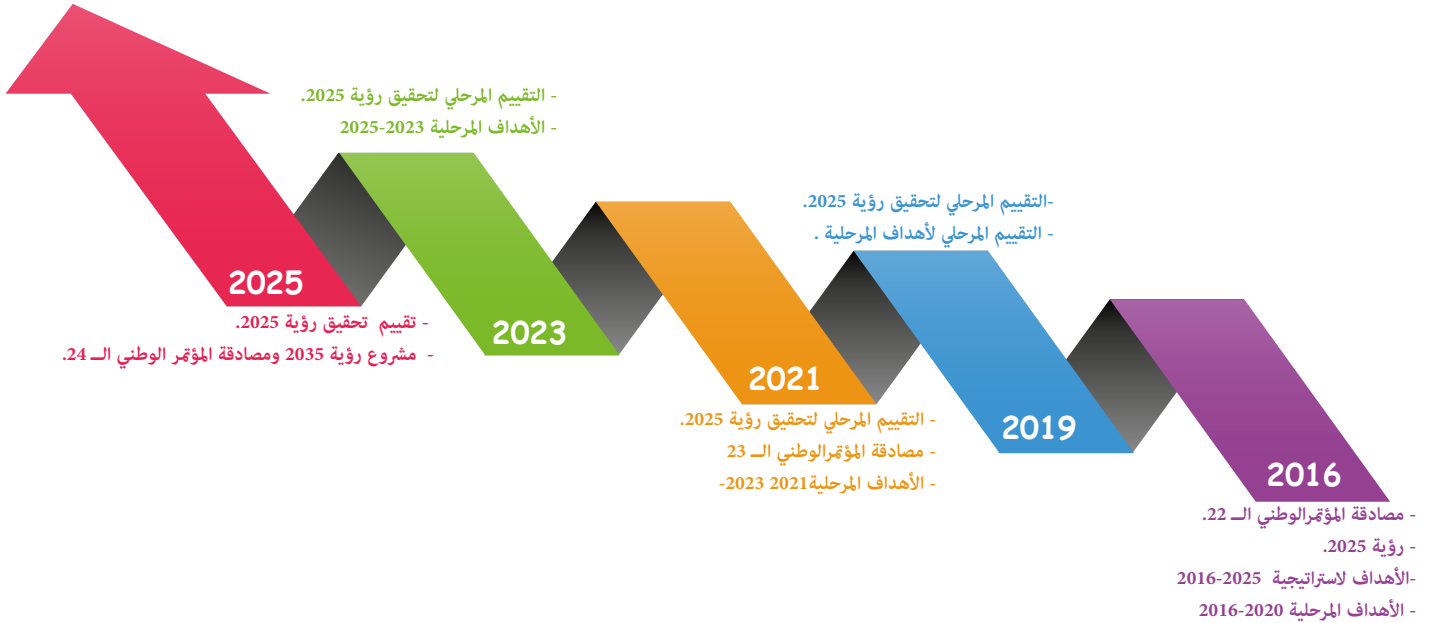 2016
- مصادقة المؤتمرالوطني الــ 22.
- رؤية 2025.
-الأهداف لاستراتيجية 2025-2016
- الأهداف المرحلية 2020-2016
-التقييم المرحلي لتحقيق رؤية 2025.
- التقييم المرحلي لأهداف المرحلية .
2019
2021
- التقييم المرحلي لتحقيق رؤية 2025.
- مصادقة المؤتمرالوطني الــ 23
- الأهداف المرحلية2021 2023-
- التقييم المرحلي لتحقيق رؤية 2025.
- الأهداف المرحلية 2023-2025
2023
2025
- تقييم تحقيق رؤية 2025.
- مشروع رؤية 2035 ومصادقة المؤتمر الوطني الــ 24.